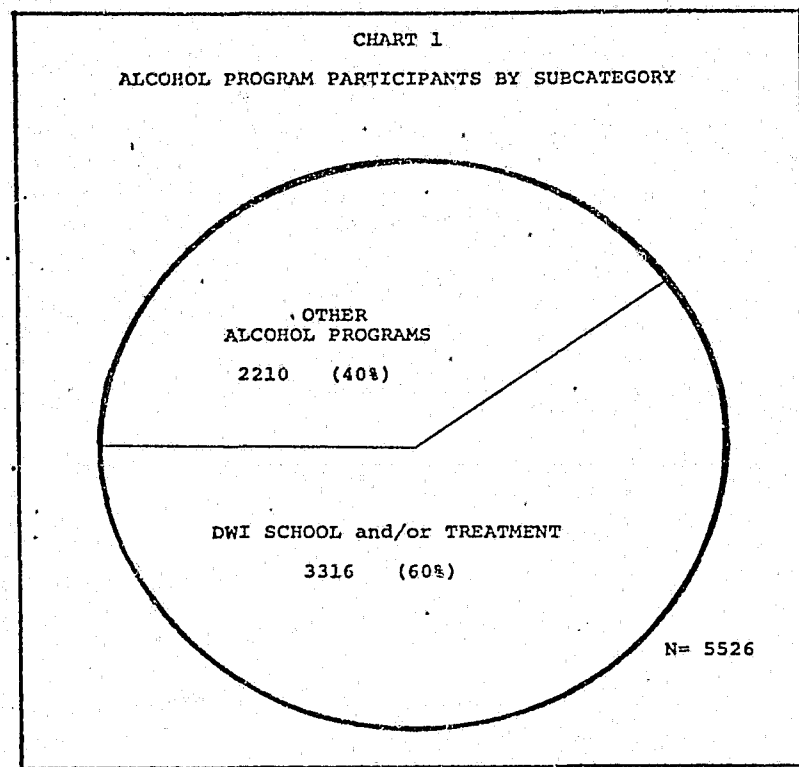 CHART 1
ALCOHOL PROGRAM PARTICIPANTS BY SUBCATEGORY
OTHER
ALCOHOL PROGRAMS
2210 (40%)
DWI SCHOOL and/or TREATMENT
3316 (60%)
N= 5526